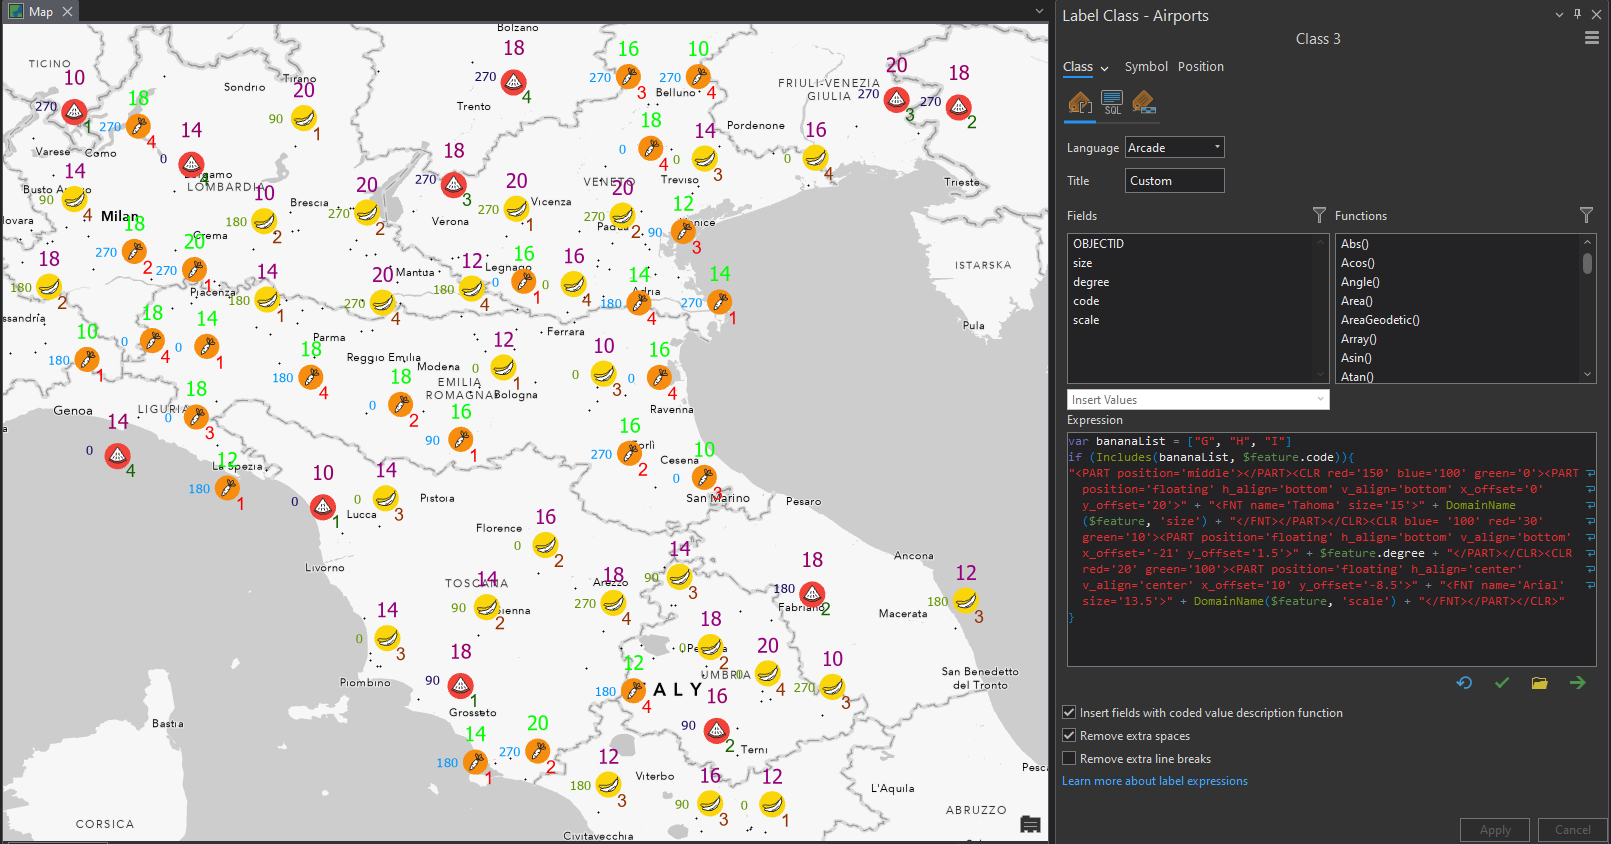 Map
Label Class - Airports
Class 3
Class
Symbol
Position
SQL
Language
Arcade
Title
Custom
Fields
Functions
OBJECTID
size
degree
code
scale
Abs()
Acos()
Angle()
Area()
AreaGeodetic()
Array()
Asin()
Atan()
Insert Values
Expression
var bananaList = ["G", "H", "I"]
if (Includes(bananaList, $feature.code)){
"<PART position='middle'></PART><CLR red='150' blue='100' green='0'><PART
position='floating' h_align='bottom' v_align='bottom' x_offset='0'
y_offset='20'>" + "<FNT name='Tahoma' size='15'>" + DomainName
($feature, 'size') + "</FNT></PART></CLR><CLR blue= '100' red='30'
green='10'><PART position='floating' h_align='bottom' v_align='bottom'
x_offset='-21' y_offset='1.5'>" + $feature.degree + "</PART></CLR><CLR
red='20' green='100'><PART position='floating' h_align='center'
v_align='center' x_offset='10' y_offset='-8.5'>" + "<FNT name='Arial'
size='13.5'>" + DomainName($feature, 'scale') + "</FNT></PART></CLR>"
}
Insert fields with coded value description function
Remove extra spaces
Remove extra line breaks
Learn more about label expressions
Apply
Cancel
Bolzano
18
270
4
16
270
3
10
270
4
Belluno
TICINO
10
270
1
Sondrio
Tirano
20
90
1
Trento
FRIULI-VENEZIA
GIULIA
20
270
3
18
270
2
18
270
4
14
0
4
Varese
Como
Bergamo
LOMBARDIA
Pordenone
18
0
4
14
0
3
Treviso
16
0
4
Trieste
14
90
4
Milan
10
180
2
Brescia
20
270
2
18
270
3
Verona
20
270
1
Vicenza
VENETO
20
270
2
12
90
3
ISTARSKA
Pula
18
270
2
Crema
20
270
1
Piacenza
18
180
2
14
180
1
20
270
4
Mantua
12
180
4
Legnago
16
0
1
16
0
4
14
180
4
Adria
14
270
1
Ferrara
10
180
1
18
0
4
14
0
1
Parma
18
180
4
Reggio Emilia
Modena
EMILIA
ROMAGNA
Bologna
12
0
1
10
0
3
16
0
4
Ravenna
Genoa
LIGURIA
18
0
3
18
0
2
16
90
1
14
0
4
La Spezia
12
180
1
16
270
2
Forlì
Cesena
10
0
3
San Marino
Pesaro
10
0
1
Lucca
14
0
3
Pistoia
Florence
16
0
2
Livorno
TOSCANA
14
90
2
Arezzo
18
270
4
14
90
3
18
180
2
Fabriano
Ancona
12
180
3
Macerata
14
0
3
18
0
2
UMBRIA
20
4
10
270
3
San Benedetto
del Tronto
Piombino
18
90
1
Grosseto
12
180
4
16
90
2
Terni
Bastia
14
180
1
20
270
2
12
180
3
Viterbo
16
90
3
12
0
1
L'Aquila
ABRUZZO
CORSICA
Civitavecchia